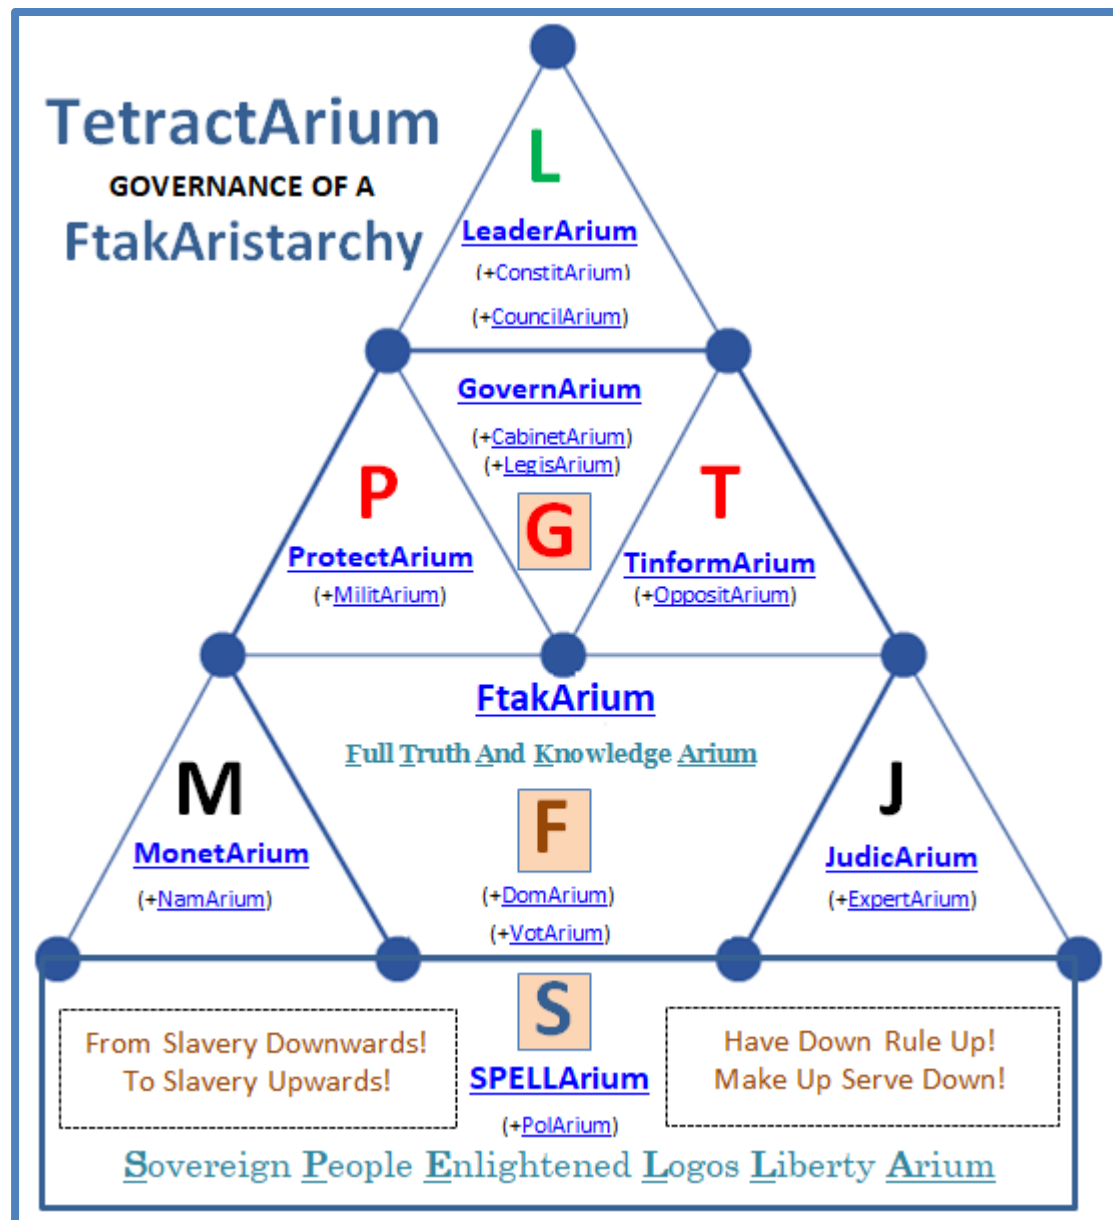 TetractArium
GOVERNANCE OF A
FtakAristarchy
L
LeaderArium
(+ConstitArium)
(+CouncilArium)
GovernArium
(+CabinetArium)
(+LegisArium)
P
G
T
ProtectArium
(+MilitArium)
TinformArium
(+OppositArium)
FtakArium
Full Truth And Knowledge Arium
M
F
J
MonetArium
(+NamArium)
(+DomArium)
(+VotArium)
JudicArium
(+ExpertArium)
S
From Slavery Downwards!
To Slavery Upwards!
SPELLArium
(+PolArium)
Have Down Rule Up!
Make Up Serve Down!
Sovereign People Enlightened Logos Liberty Arium